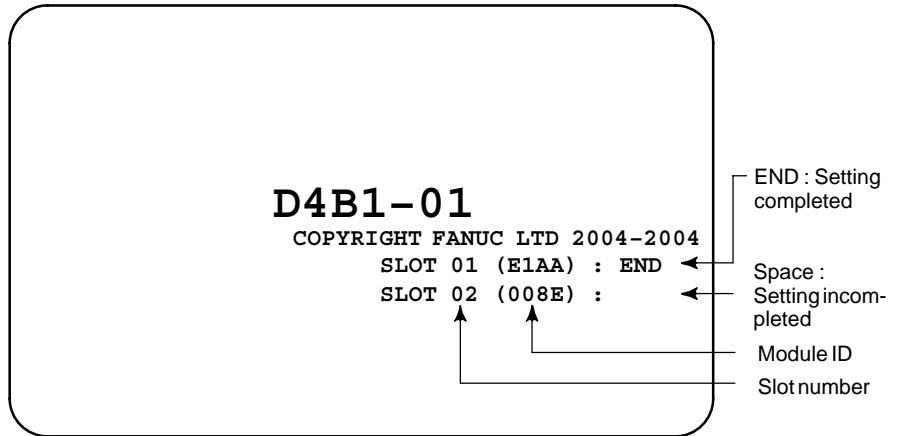 D4B1-01
COPYRIGHT FANUC LTD 2004-2004
SLOT 01 (E1AA) : END
SLOT 02 (008E) :
END : Setting
completed
Space :
Setting incom-
pleted
Module ID
Slot number